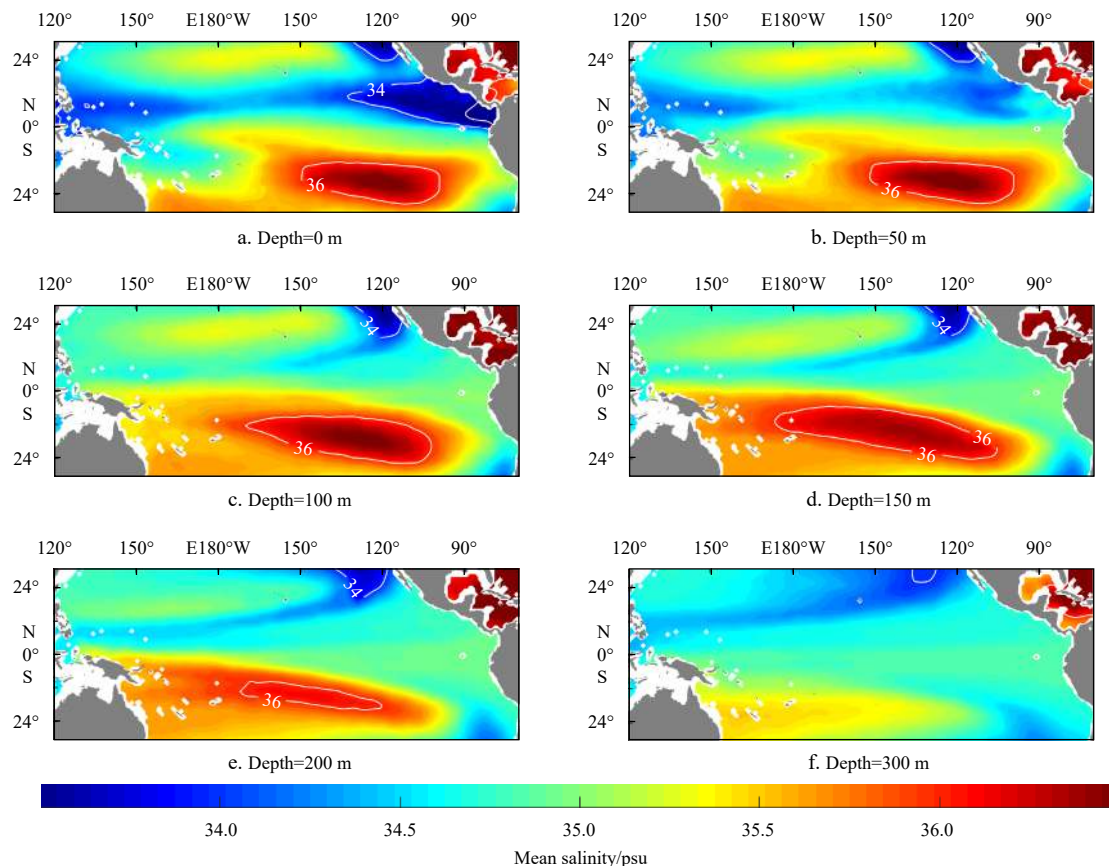 120° 150° E180°W 150° 120° 90° 120° 150° E180°W 150° 120° 90°
24° 34 24°
N N
0° 0°
S S
24° 36 24° 36
a. Depth=0 m b. Depth=50 m
120° 150° E180°W 150° 120° 90° 120° 150° E180°W 150° 120° 90°
24° 34 24° 34
N N
0° 0°
S S
24° 36 24° 36 36
c. Depth=100 m d. Depth=150 m
120° 150° E180°W 150° 120° 90° 120° 150° E180°W 150° 120° 90°
24° 34 24°
N N
0° 0°
S S
24° 36 24°
e. Depth=200 m f. Depth=300 m
34.0 34.5 35.0 35.5 36.0
Mean salinity/psu